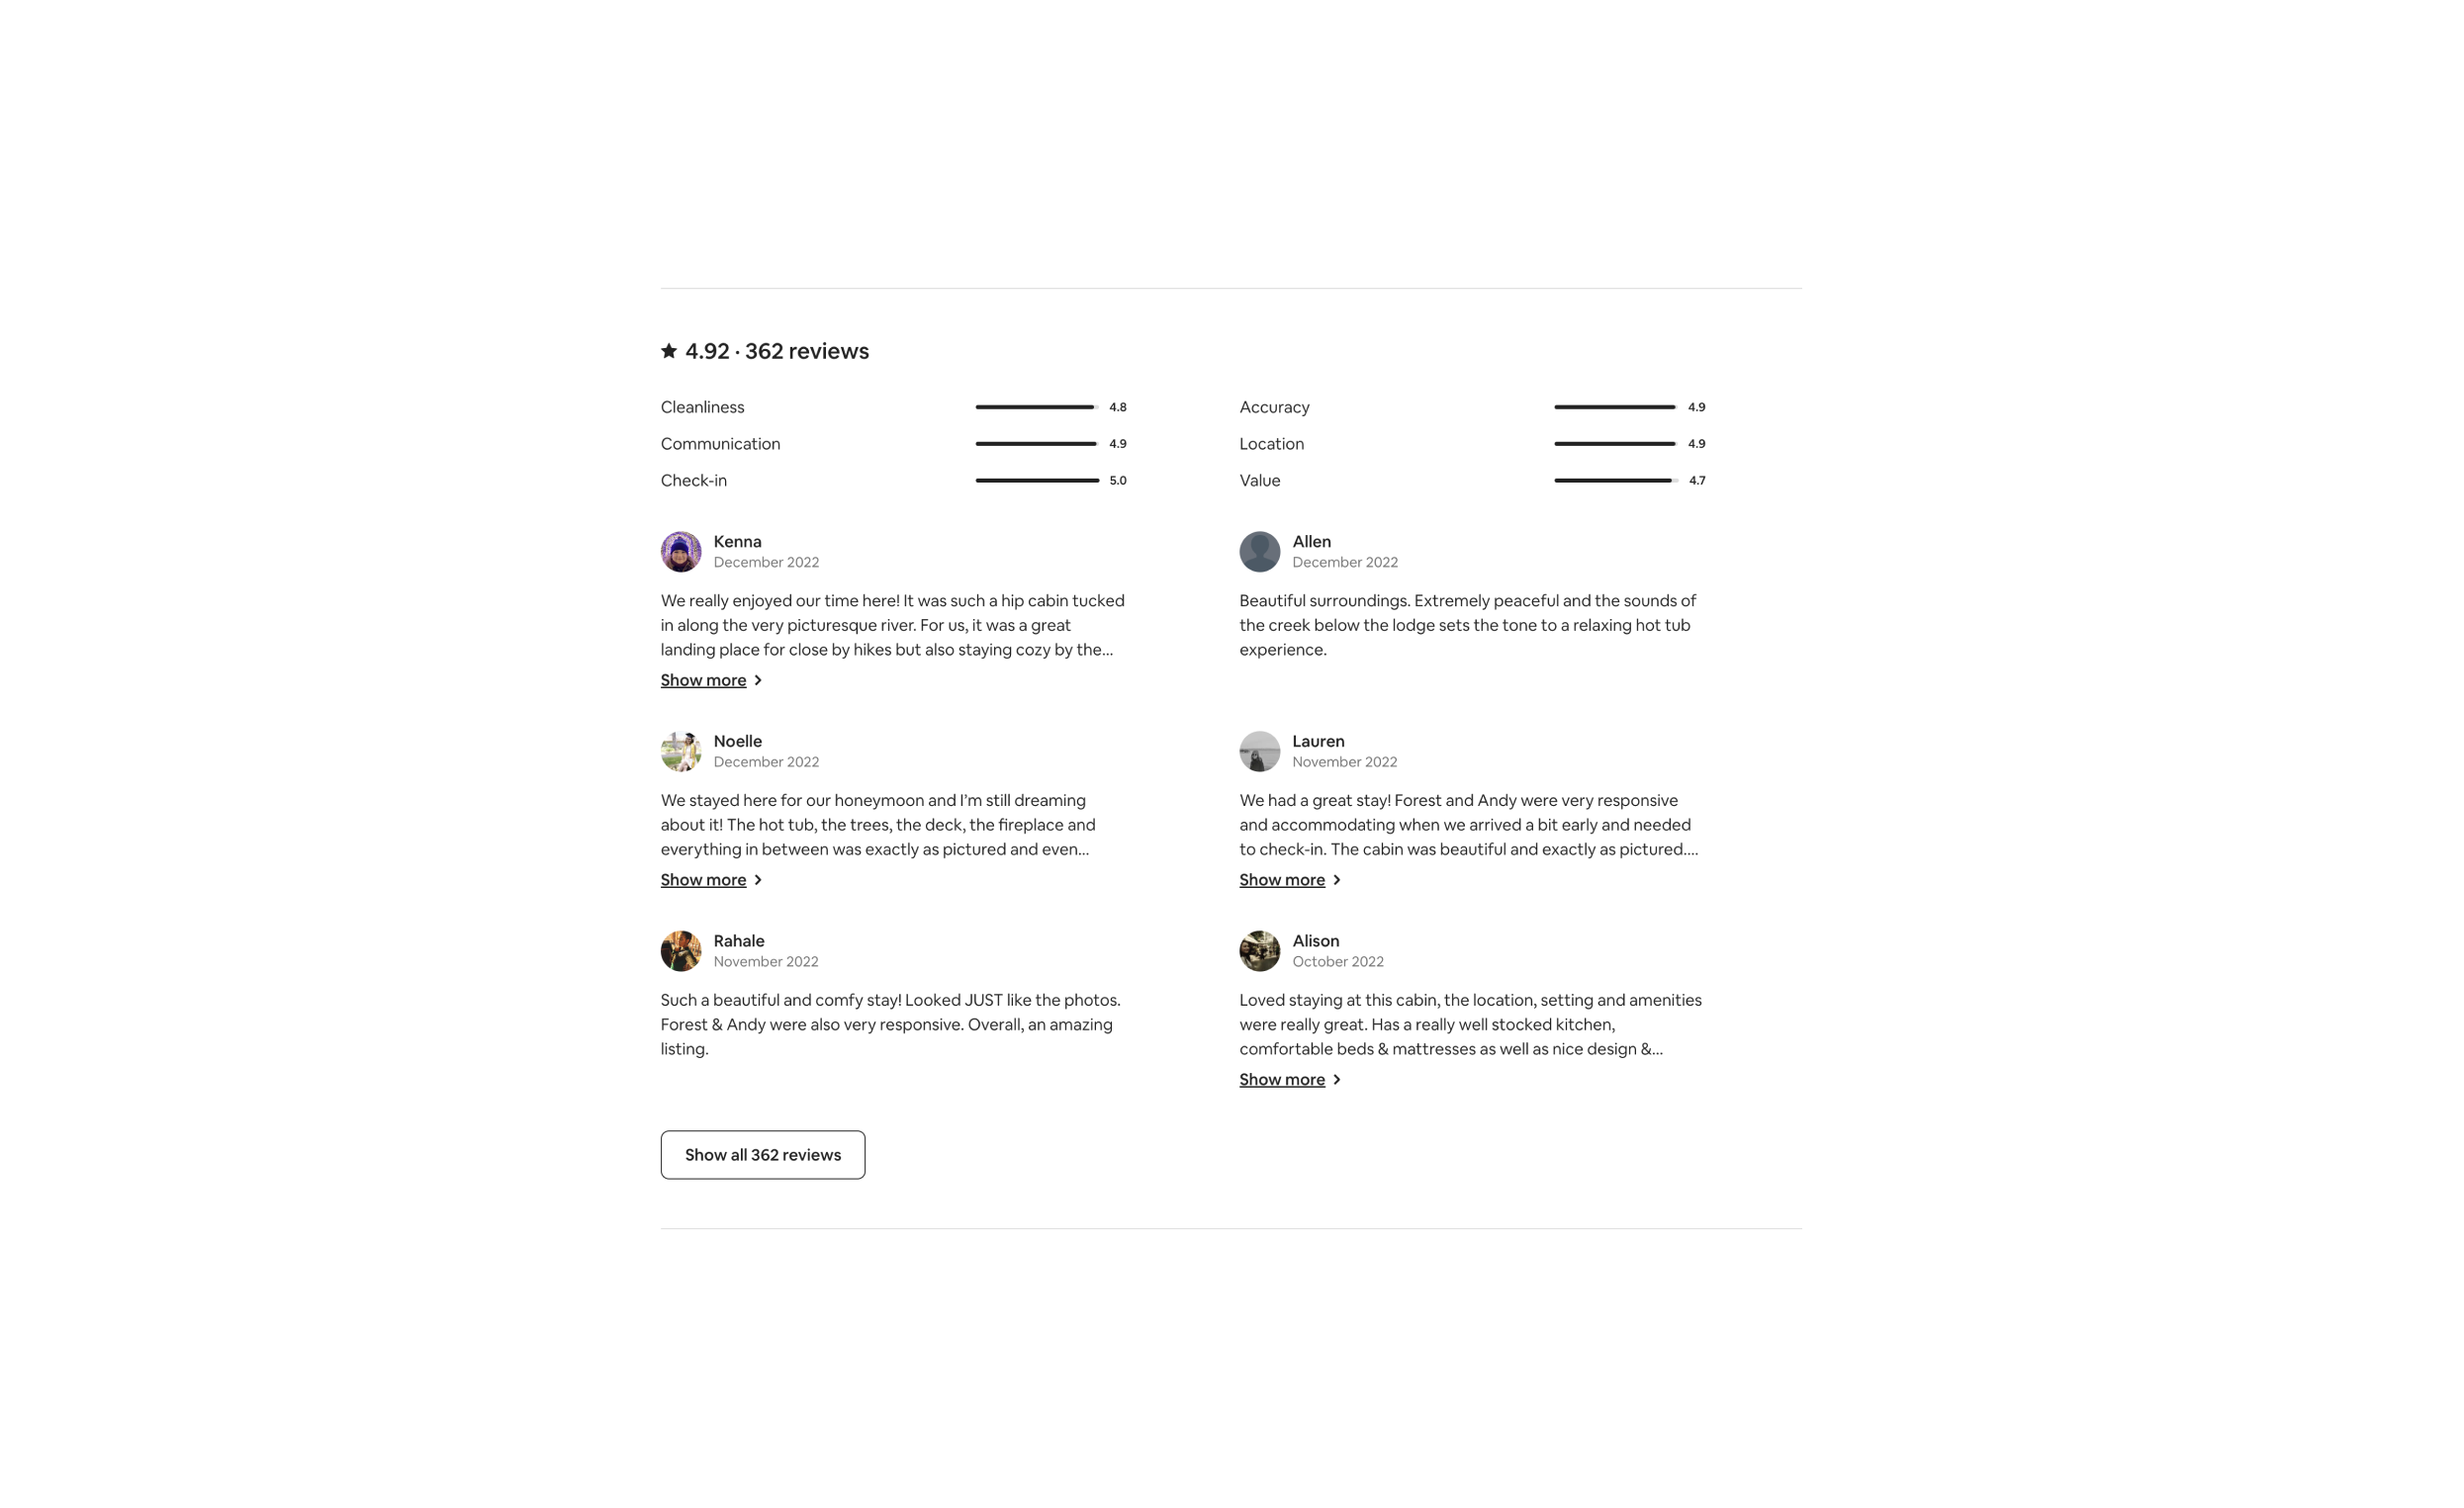 4.92 · 362 reviews
Cleanliness 4.8
Accuracy 4.9
Communication 4.9
Location 4.9
Check-in 5.0
Value 4.7
Kenna
December 2022
We really enjoyed our time here! It was such a hip cabin tucked
in along the very picturesque river. For us, it was a great
landing place for close by hikes but also staying cozy by the...
Show more
Allen
December 2022
Beautiful surroundings. Extremely peaceful and the sounds of
the creek below the lodge sets the tone to a relaxing hot tub
experience.
Noelle
December 2022
We stayed here for our honeymoon and I’m still dreaming
about it! The hot tub, the trees, the deck, the fireplace and
everything in between was exactly as pictured and even...
Show more
Lauren
November 2022
We had a great stay! Forest and Andy were very responsive
and accommodating when we arrived a bit early and needed
to check-in. The cabin was beautiful and exactly as pictured....
Show more
Rahale
November 2022
Such a beautiful and comfy stay! Looked JUST like the photos.
Forest & Andy were also very responsive. Overall, an amazing
listing.
Alison
October 2022
Loved staying at this cabin, the location, setting and amenities
were really great. Has a really well stocked kitchen,
comfortable beds & mattresses as well as nice design &...
Show more
Show all 362 reviews